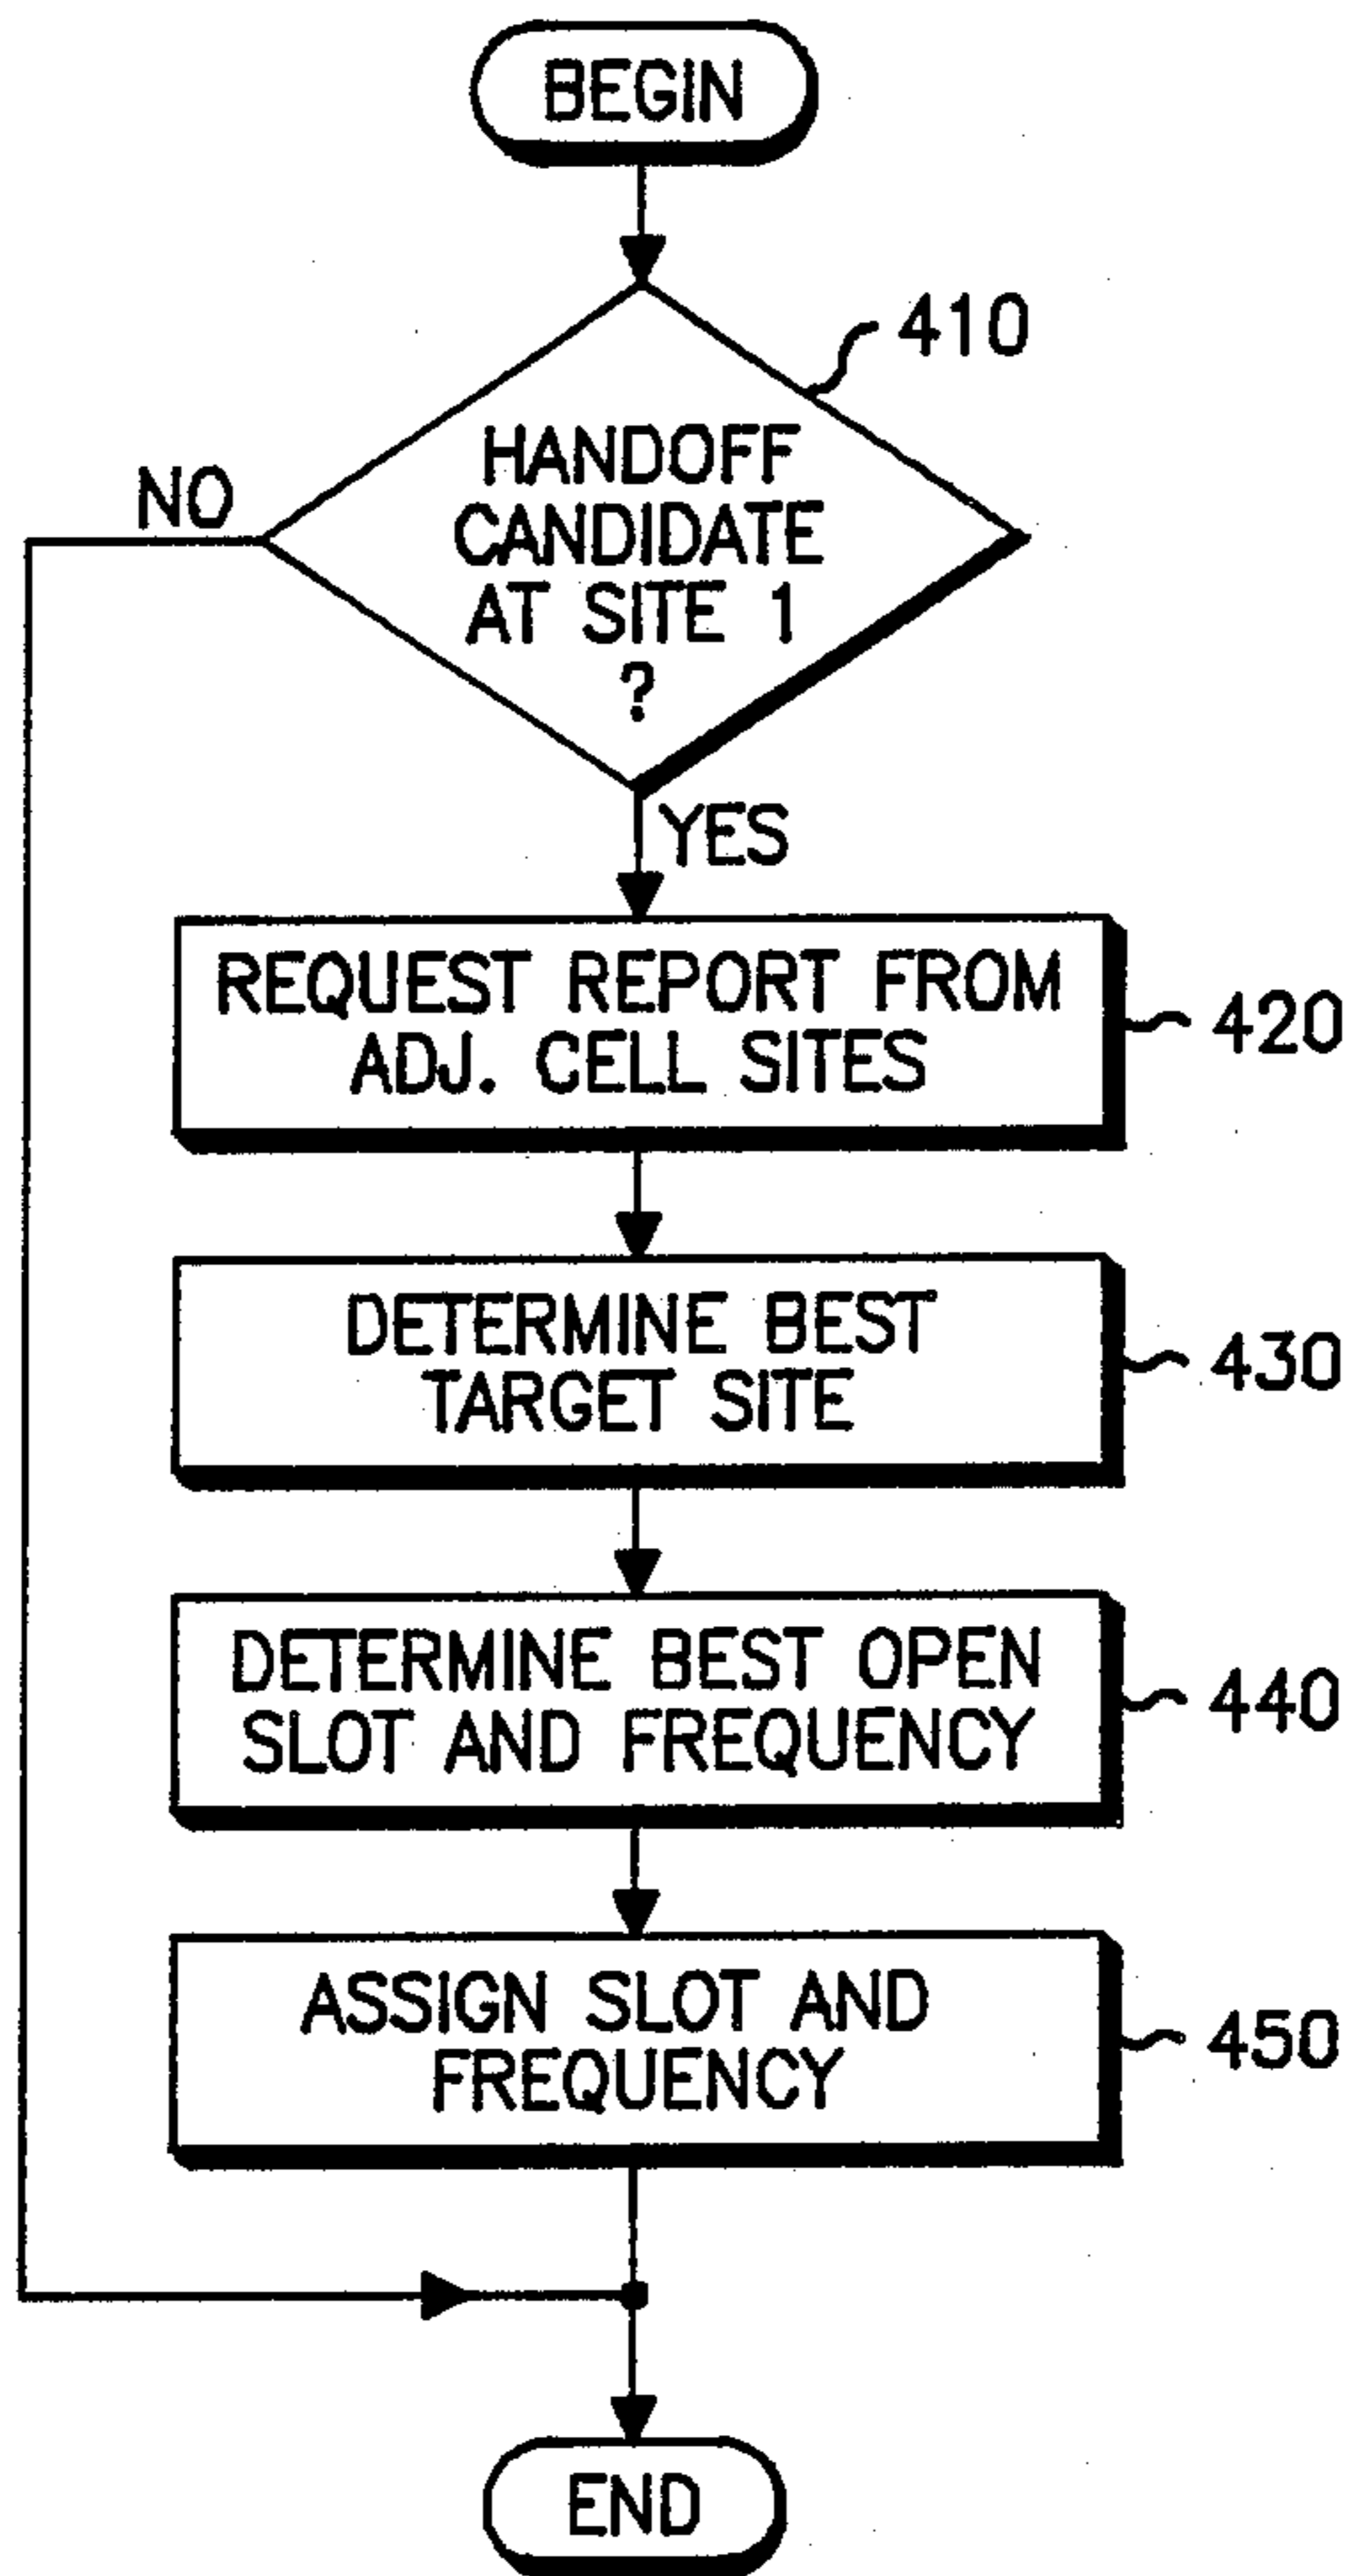 BEGIN
410
HANDOFF
CANDIDATE
AT SITE 1
?
NO
YES
REQUEST REPORT FROM
ADJ. CELL SITES
420
DETERMINE BEST
TARGET SITE
430
DETERMINE BEST OPEN
SLOT AND FREQUENCY
440
ASSIGN SLOT AND
FREQUENCY
450
END